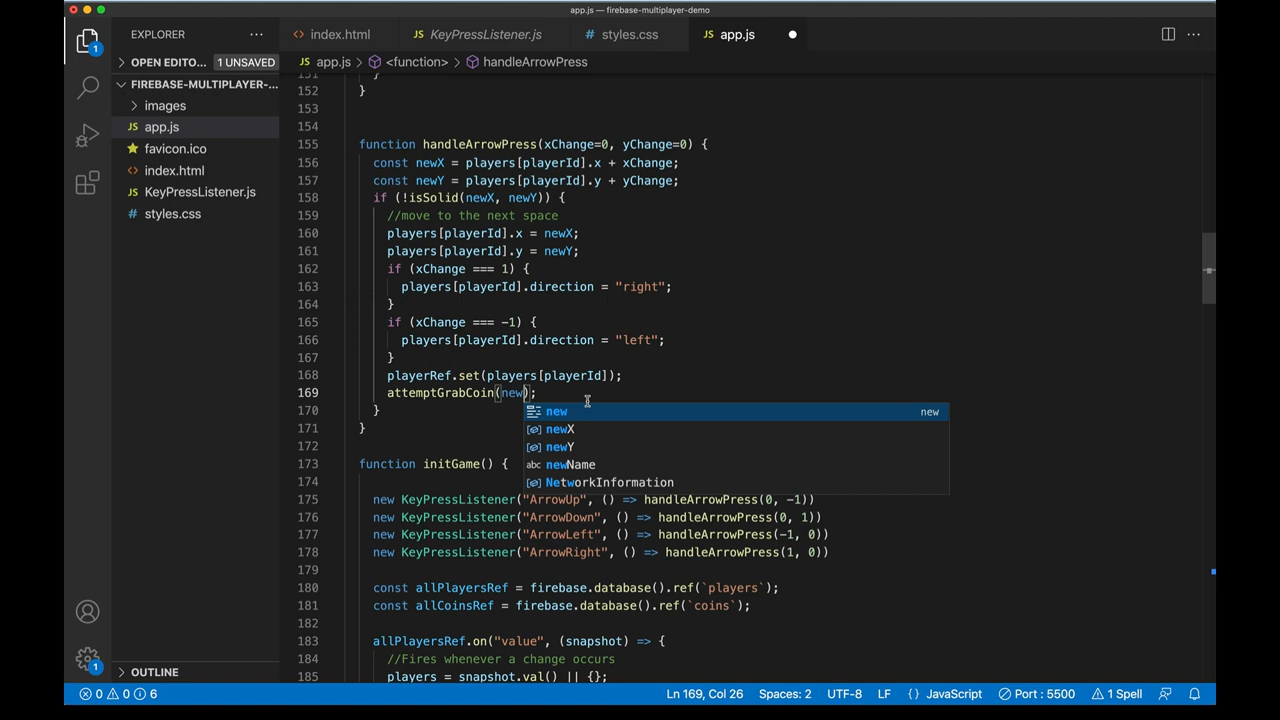 app.js — firebase-multiplayer-demo
EXPLORER
index.html
KeyPressListener.js
styles.css
app.js
1
OPEN EDITO... 1 UNSAVED
app.js > <function> > handleArrowPress
FIREBASE-MULTIPLAYER-...
images
app.js
favicon.ico
index.html
KeyPressListener.js
styles.css
151 }
152 }
153
154
155 function handleArrowPress(xChange=0, yChange=0) {
156 const newX = players[playerId].x + xChange;
157 const newY = players[playerId].y + yChange;
158 if (!isSolid(newX, newY)) {
159 //move to the next space
160 players[playerId].x = newX;
161 players[playerId].y = newY;
162 if (xChange === 1) {
163 players[playerId].direction = "right";
164 }
165 if (xChange === -1) {
166 players[playerId].direction = "left";
167 }
168 playerRef.set(players[playerId]);
169 attemptGrabCoin(new);
170 }
171 }
172
173 function initGame() {
174
175 new KeyPressListener("ArrowUp", () => handleArrowPress(0, -1))
176 new KeyPressListener("ArrowDown", () => handleArrowPress(0, 1))
177 new KeyPressListener("ArrowLeft", () => handleArrowPress(-1, 0))
178 new KeyPressListener("ArrowRight", () => handleArrowPress(1, 0))
179
180 const allPlayersRef = firebase.database().ref(`players`);
181 const allCoinsRef = firebase.database().ref(`coins`);
182
183 allPlayersRef.on("value", (snapshot) => {
184 //Fires whenever a change occurs
185 players = snapshot.val() || {};
new new
newX
newY
abc newName
NetworkInformation
1
OUTLINE
0 0 6
Ln 169, Col 26 Spaces: 2 UTF-8 LF {} JavaScript Port : 5500 1 Spell